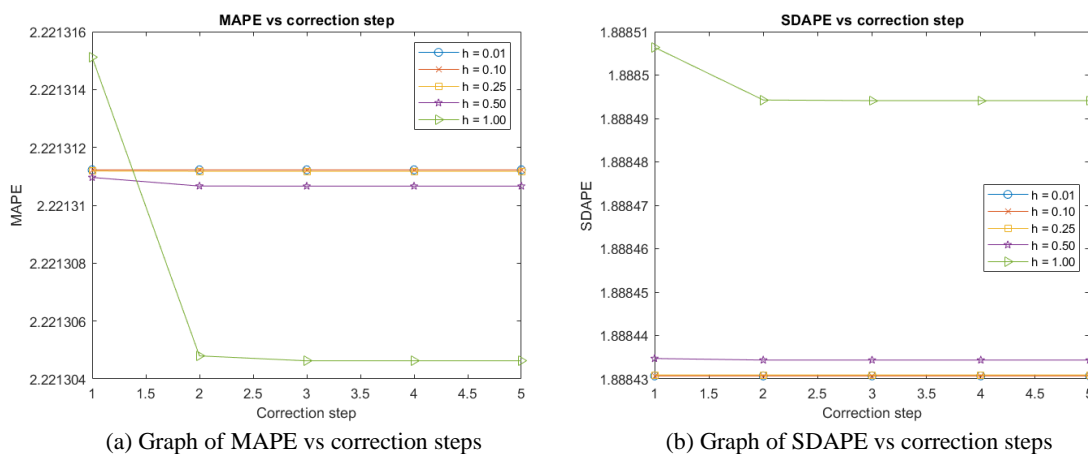 MAPE vs correction step
2.221316
2.221314
2.221312
2.22131
2.221308
2.221306
2.221304
MAPE
h = 0.01
h = 0.10
h = 0.25
h = 0.50
h = 1.00
1 1.5 2 2.5 3 3.5 4 4.5 5
Correction step
(a) Graph of MAPE vs correction steps
SDAPE vs correction step
1.88851
1.8885
1.88849
1.88848
1.88847
1.88846
1.88845
1.88844
1.88843
SDAPE
h = 0.01
h = 0.10
h = 0.25
h = 0.50
h = 1.00
1 1.5 2 2.5 3 3.5 4 4.5 5
Correction step
(b) Graph of SDAPE vs correction steps